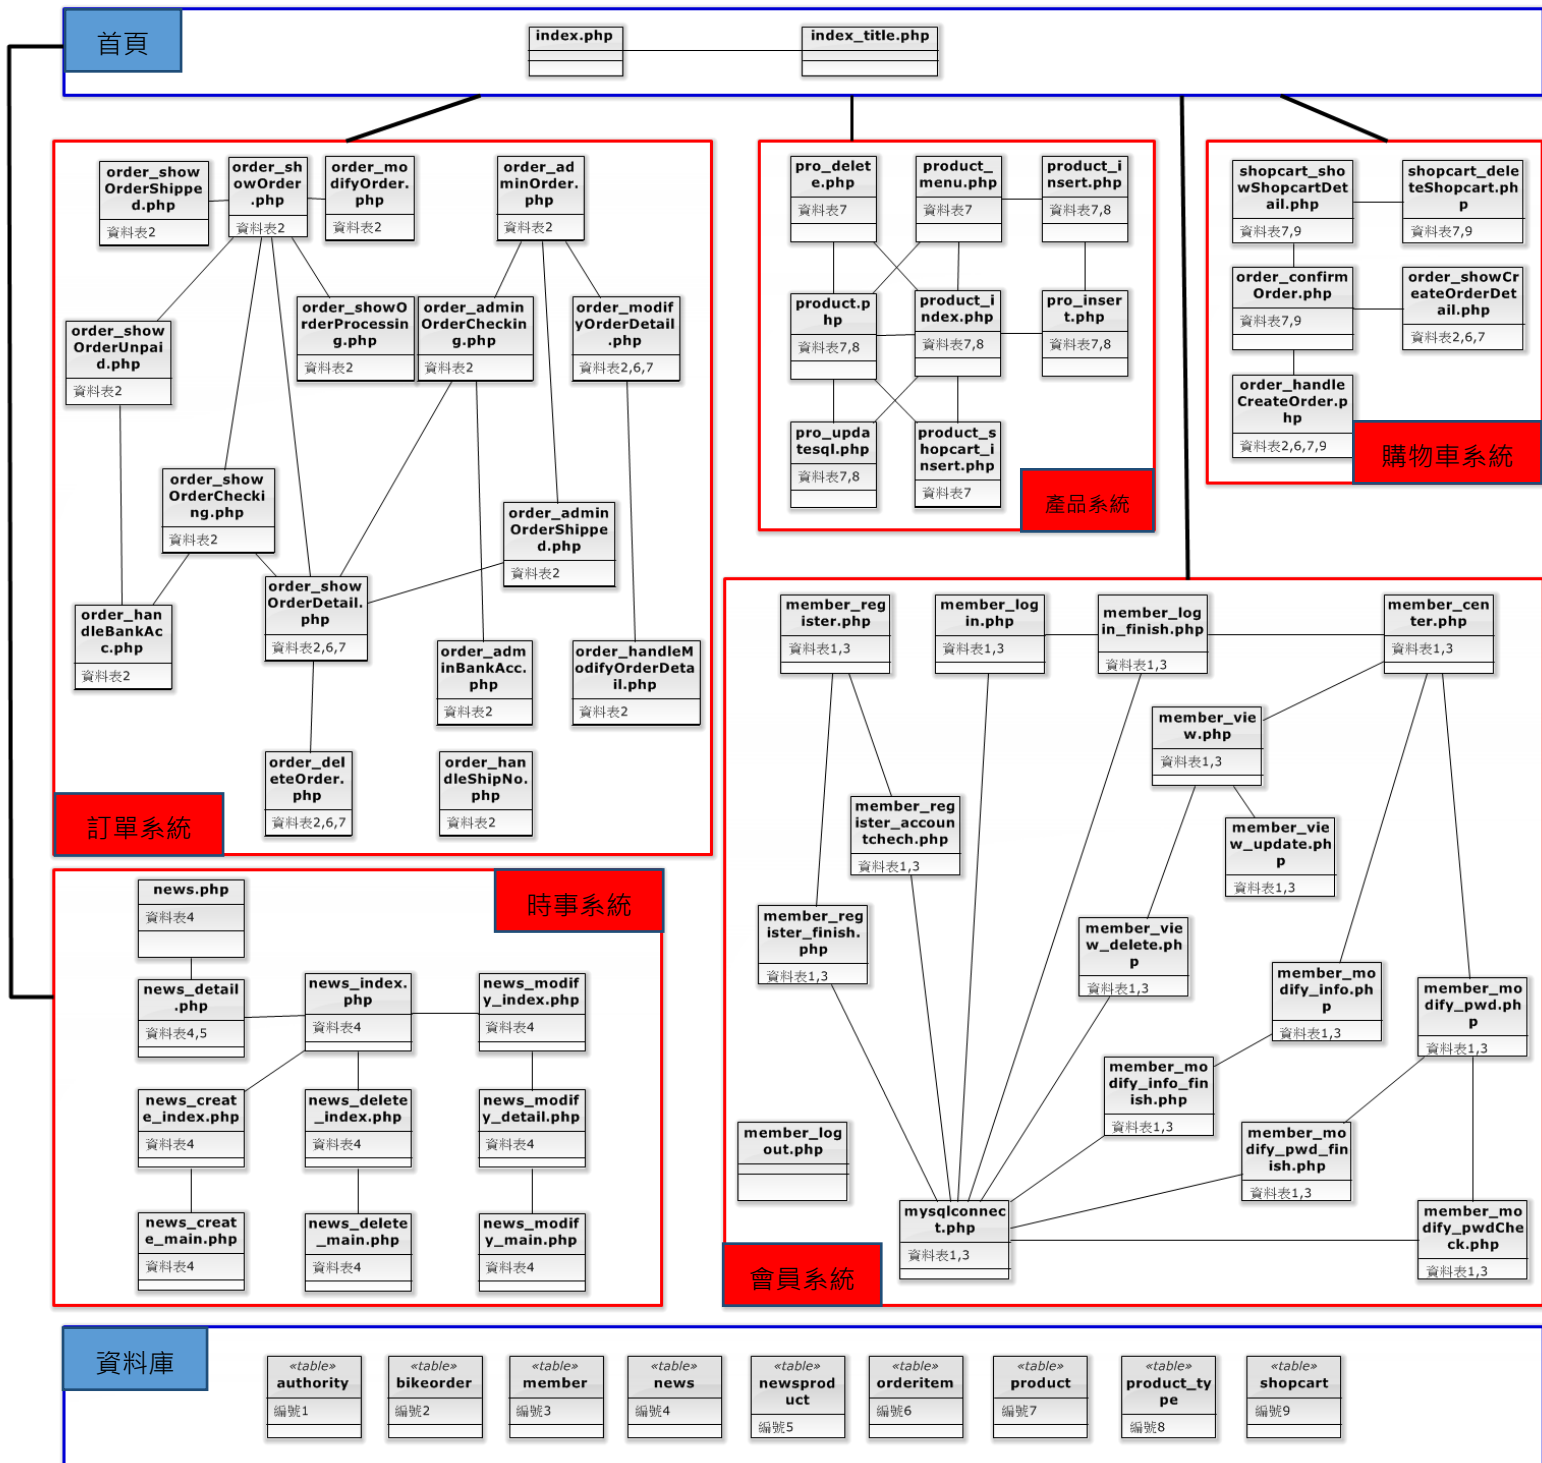 首頁
index.php
index_title.php
order_show
OrderShippe
d.php
資料表2
order_sh
owOrder
.php
資料表2
order_mo
difyOrder.
php
資料表2
order_ad
minOrder.
php
資料表2
order_show
OrderUnpai
d.php
資料表2
order_showO
rderProcessin
g.php
資料表2
order_admin
OrderCheckin
g.php
資料表2
order_modif
yOrderDetail
.php
資料表2,6,7
order_show
OrderChecki
ng.php
資料表2
order_admin
OrderShippe
d.php
資料表2
order_han
dleBankAc
c.php
資料表2
order_show
OrderDetail.
php
資料表2,6,7
order_adm
inBankAcc.
php
資料表2
order_handleM
odifyOrderDeta
il.php
資料表2
order_del
eteOrder.
php
資料表2,6,7
order_han
dleShipNo.
php
資料表2
訂單系統
pro_delet
e.php
資料表7
product_
menu.php
資料表7
product_i
nsert.php
資料表7,8
product.p
hp
資料表7,8
product_i
ndex.php
資料表7,8
pro_inser
t.php
資料表7,8
pro_upda
tesql.php
資料表7,8
product_s
hopcart_i
nsert.php
資料表7
產品系統
shopcart_sho
wShopcartDet
ail.php
資料表7,9
shopcart_dele
teShopcart.ph
p
資料表7,9
order_confirm
Order.php
資料表7,9
order_showCr
eateOrderDet
ail.php
資料表2,6,7
order_handle
CreateOrder.p
hp
資料表2,6,7,9
購物車系統
時事系統
news.php
資料表4
news_detail
.php
資料表4,5
news_index.
php
資料表4
news_modif
y_index.php
資料表4
news_creat
e_index.php
資料表4
news_delete
_index.php
資料表4
news_modif
y_detail.php
資料表4
news_creat
e_main.php
資料表4
news_delete
_main.php
資料表4
news_modif
y_main.php
資料表4
member_reg
ister.php
資料表1,3
member_log
in.php
資料表1,3
member_log
in_finish.php
資料表1,3
member_cen
ter.php
資料表1,3
member_vie
w.php
資料表1,3
member_reg
ister_accoun
tchech.php
資料表1,3
member_vie
w_update.ph
p
資料表1,3
member_reg
ister_finish.
php
資料表1,3
member_vie
w_delete.ph
p
資料表1,3
member_mo
dify_info.ph
p
資料表1,3
member_mo
dify_pwd.ph
p
資料表1,3
member_mo
dify_info_fin
ish.php
資料表1,3
member_log
out.php
member_mo
dify_pwd_fin
ish.php
資料表1,3
mysqlconnec
t.php
資料表1,3
member_mo
dify_pwdChe
ck.php
資料表1,3
會員系統
資料庫
«table»
authority
編號1
«table»
bikeorder
編號2
«table»
member
編號3
«table»
news
編號4
«table»
newsprod
uct
編號5
«table»
orderitem
編號6
«table»
product
編號7
«table»
product_ty
pe
編號8
«table»
shopcart
編號9